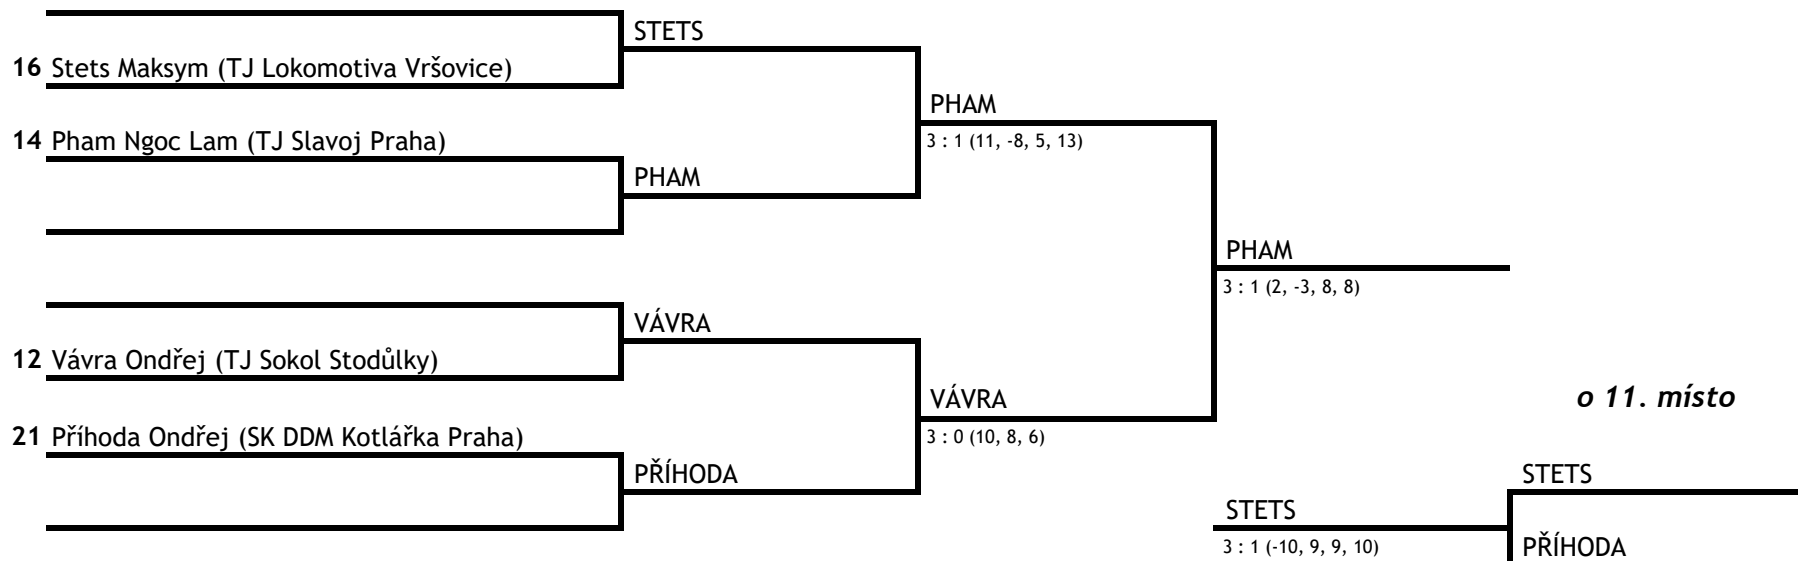 STETS
16 Stets Maksym (TJ Lokomotiva Vršovice)
PHAM
14 Pham Ngoc Lam (TJ Slavoj Praha)
3 : 1 (11, -8, 5, 13)
PHAM
PHAM
3 : 1 (2, -3, 8, 8)
VÁVRA
12 Vávra Ondřej (TJ Sokol Stodůlky)
VÁVRA
o 11. místo
21 Příhoda Ondřej (SK DDM Kotlářka Praha)
3 : 0 (10, 8, 6)
PŘÍHODA
STETS
STETS
3 : 1 (-10, 9, 9, 10)
PŘÍHODA